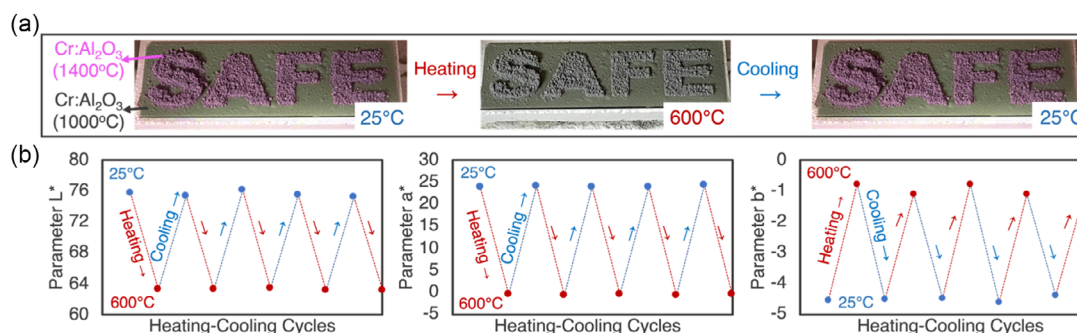 (a)
Cr:Al₂O₃
(1400°C)
Cr:Al₂O₃
(1000°C)
SAFE
25°C
Heating
→
SAFE
600°C
Cooling
→
SAFE
25°C
(b)
80
76
72
68
64
60
Parameter L*
25°C
Heating →
Cooling →
600°C
Heating-Cooling Cycles
30
25
20
15
10
5
0
-5
Parameter a*
25°C
Heating →
Cooling →
600°C
Heating-Cooling Cycles
-0
-1
-2
-3
-4
-5
Parameter b*
600°C
Heating →
Cooling →
25°C
Heating-Cooling Cycles